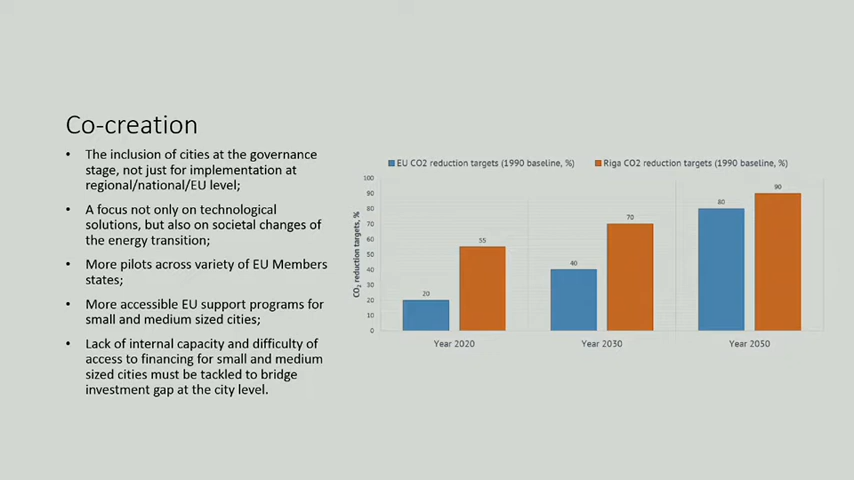 Co-creation
• The inclusion of cities at the governance
stage, not just for implementation at
regional/national/EU level;
• A focus not only on technological
solutions, but also on societal changes of
the energy transition;
• More pilots across variety of EU Members
states;
• More accessible EU support programs for
small and medium sized cities;
• Lack of internal capacity and difficulty of
access to financing for small and medium
sized cities must be tackled to bridge
investment gap at the city level.
EU CO2 reduction targets (1990 baseline, %) Riga CO2 reduction targets (1990 baseline, %)
CO2 reduction targets, %
100
90
80
70
60
50
40
30
20
10
0
20
55
40
70
80
90
Year 2020 Year 2030 Year 2050